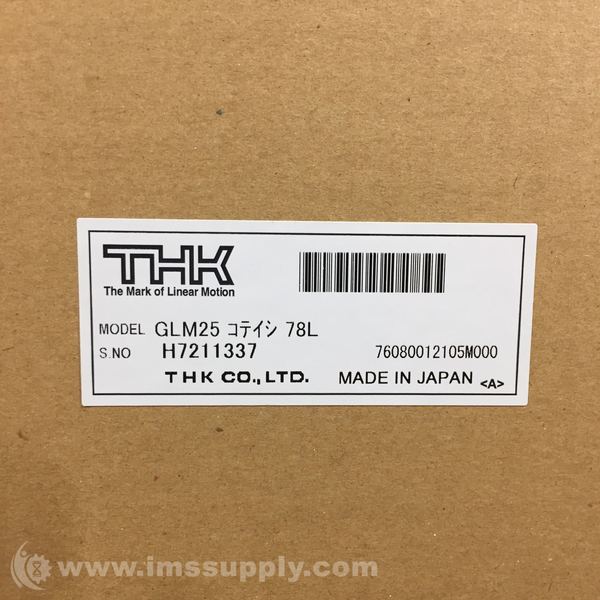 THK
The Mark of Linear Motion
MODEL GLM25 コテイシ 78L
S.NO H7211337 76080012105M000
THK CO.,LTD. MADE IN JAPAN <A>
www.imssupply.com